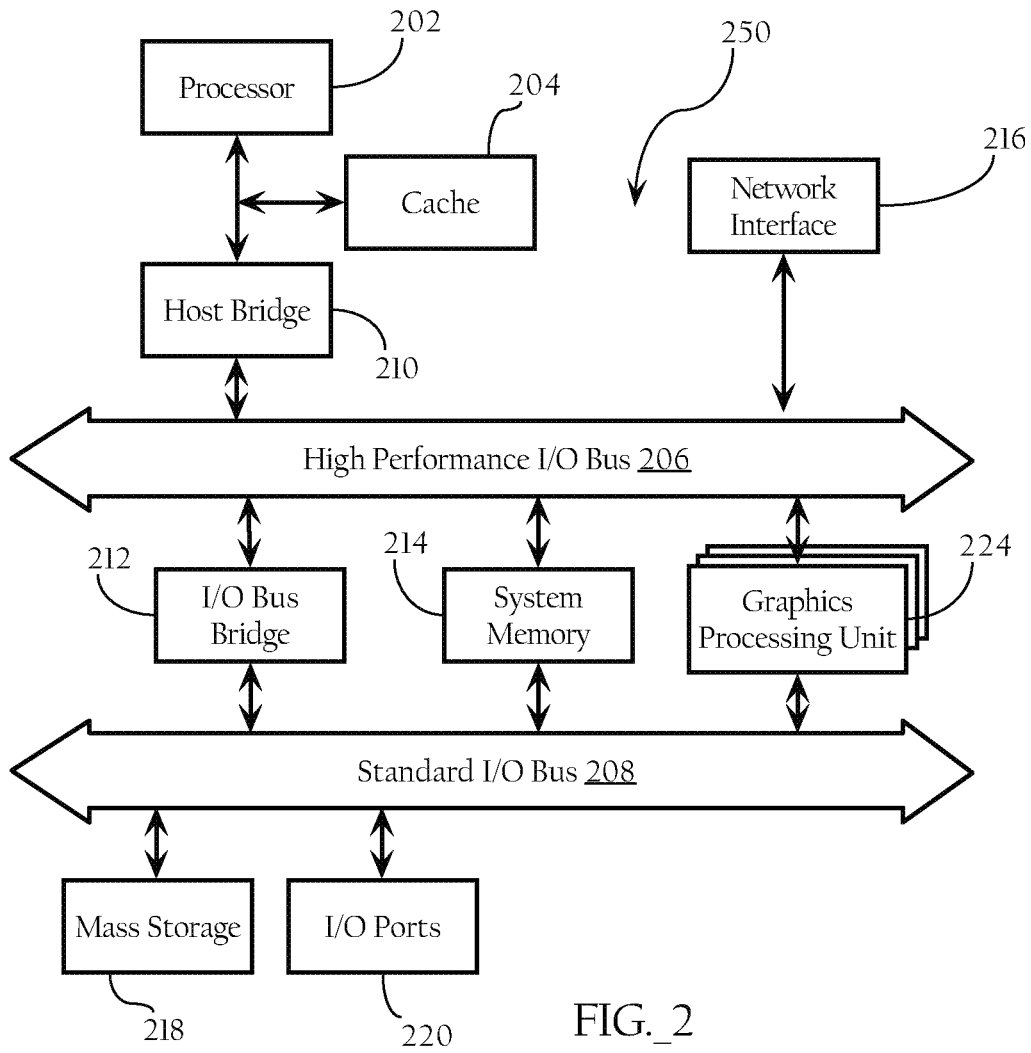 202
Processor
250
204
216
Cache
Network
Interface
Host Bridge
210
High Performance I/O Bus 206
212
214
224
I/O Bus
Bridge
System
Memory
Graphics
Processing Unit
Standard I/O Bus 208
Mass Storage
I/O Ports
218
220
FIG._2